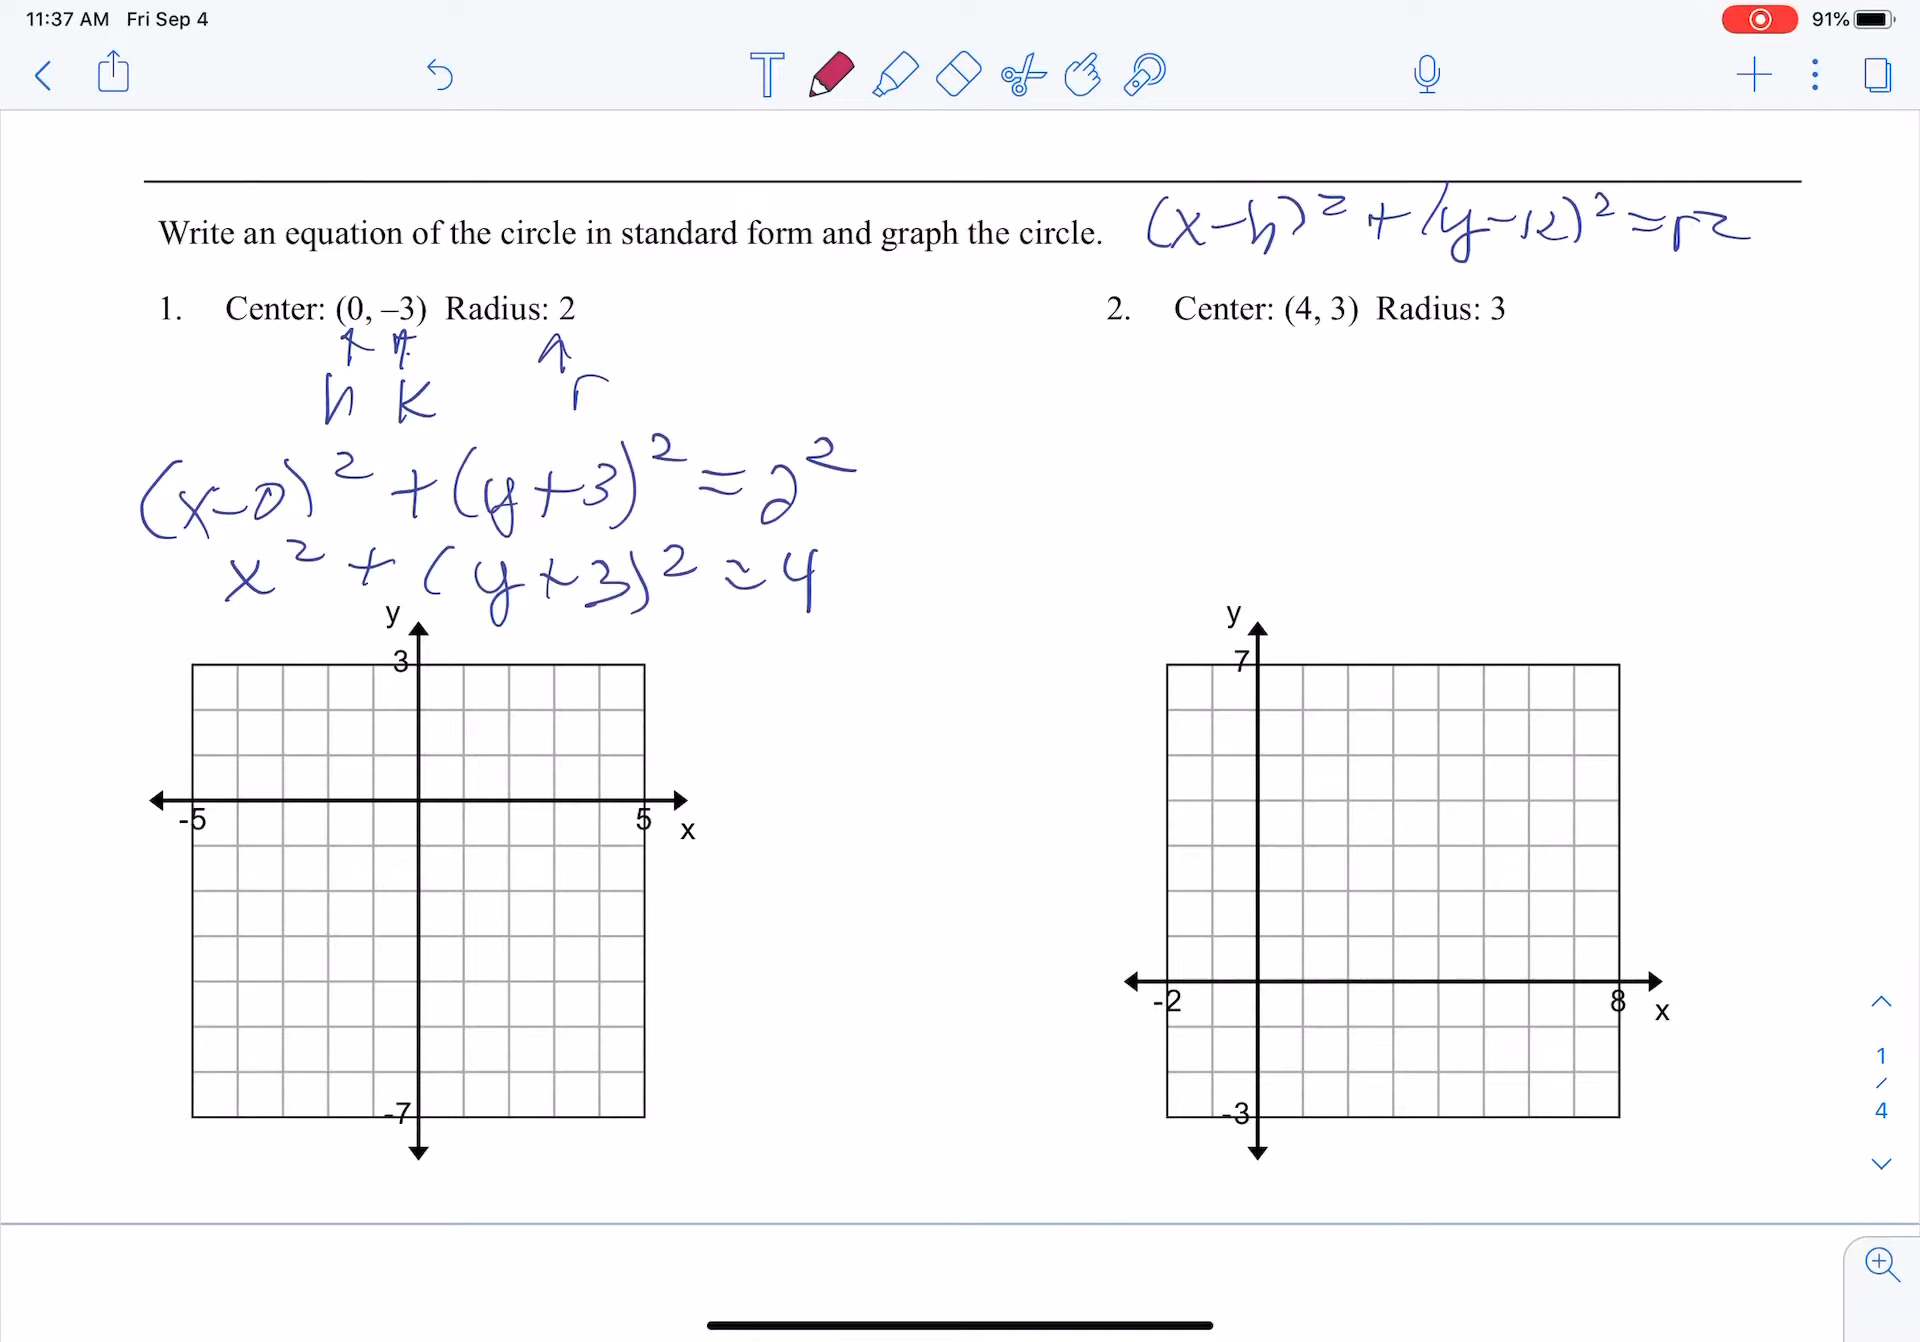 11:37 AM Fri Sep 4
91%
T
Write an equation of the circle in standard form and graph the circle. (x-h)² + (y-k)² = r²
1. Center: (0, –3) Radius: 2
2. Center: (4, 3) Radius: 3
h k r
(x-0)² + (y+3)² = 2²
x² + (y+3)² = 4
y
3
-5
5
x
-7
y
7
-2
8
x
-3
1
/
4